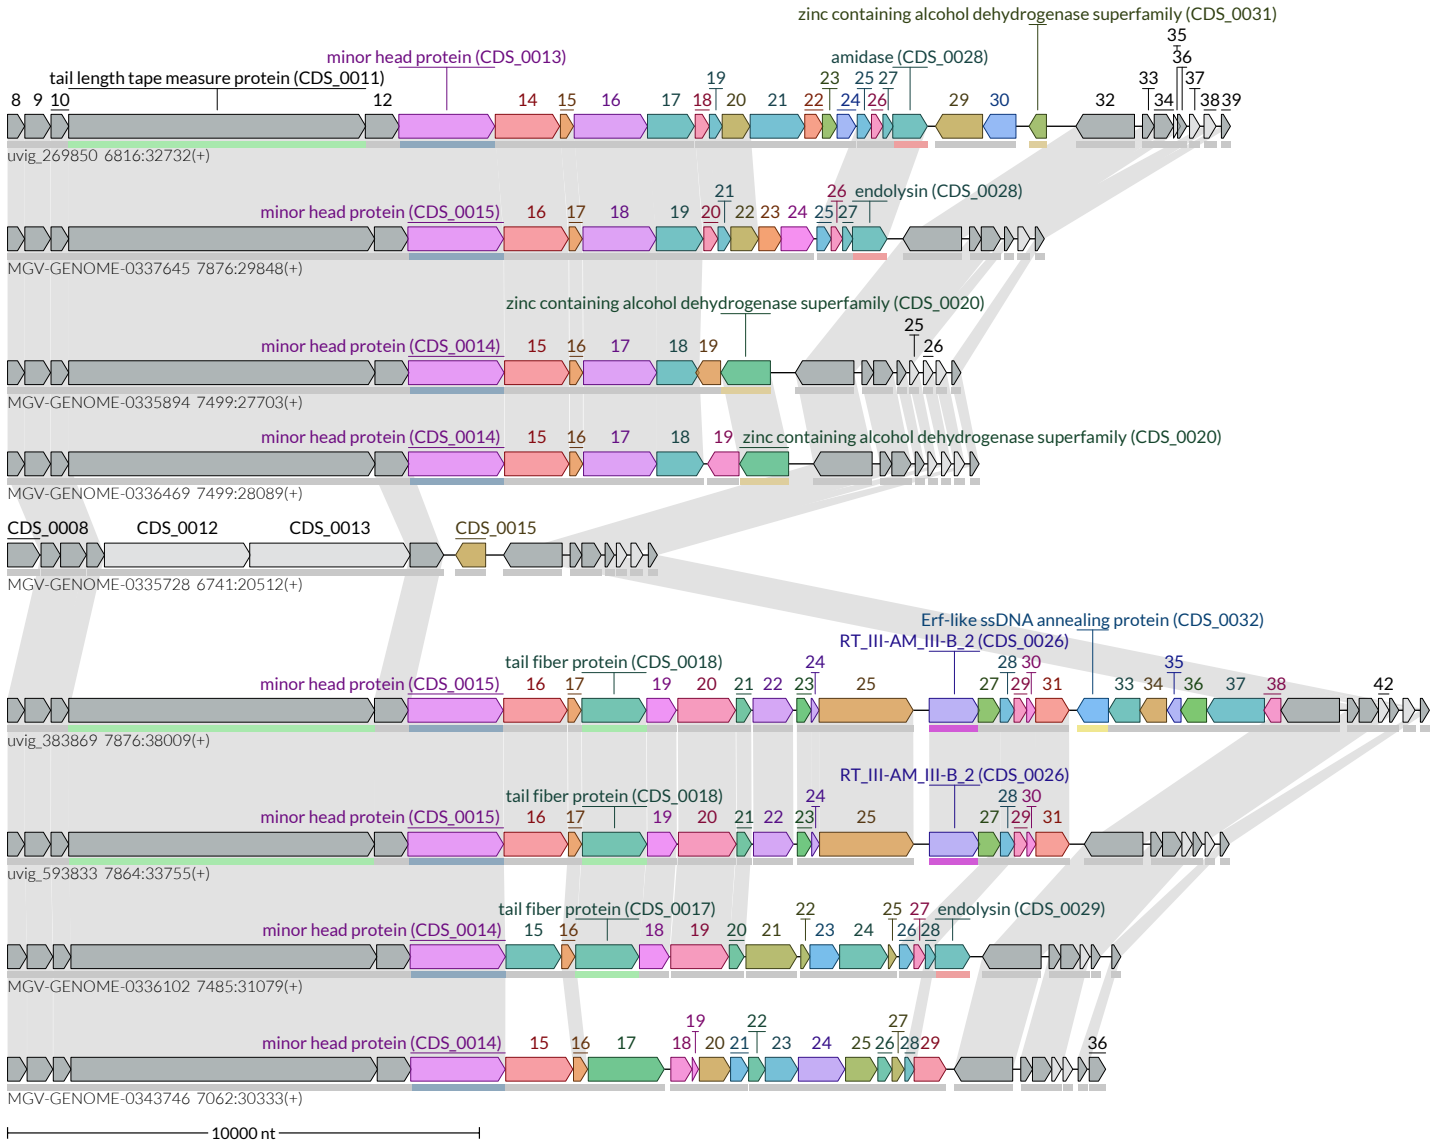 zinc containing alcohol dehydrogenase superfamily (CDS_0031)
35
minor head protein (CDS_0013) amidase (CDS_0028) 36
tail length tape measure protein (CDS_0011) 19 23 25 27 33 37
8 9 10 12 14 15 16 17 18 20 21 22 24 26 29 30 32 34 38 39
uvig_269850 6816:32732(+)
21 26 endolysin (CDS_0028)
minor head protein (CDS_0015) 16 17 18 19 20 22 23 24 25 27
MGV-GENOME-0337645 7876:29848(+)
zinc containing alcohol dehydrogenase superfamily (CDS_0020)
25
minor head protein (CDS_0014) 15 16 17 18 19 26
MGV-GENOME-0335894 7499:27703(+)
minor head protein (CDS_0014) 15 16 17 18 19 zinc containing alcohol dehydrogenase superfamily (CDS_0020)
MGV-GENOME-0336469 7499:28089(+)
CDS_0008 CDS_0012 CDS_0013 CDS_0015
MGV-GENOME-0335728 6741:20512(+)
Erf-like ssDNA annealing protein (CDS_0032)
RT_III-AM_III-B_2 (CDS_0026)
tail fiber protein (CDS_0018) 24 28 30 35
minor head protein (CDS_0015) 16 17 19 20 21 22 23 25 27 29 31 33 34 36 37 38 42
uvig_383869 7876:38009(+)
RT_III-AM_III-B_2 (CDS_0026)
tail fiber protein (CDS_0018) 24 28 30
minor head protein (CDS_0015) 16 17 19 20 21 22 23 25 27 29 31
uvig_593833 7864:33755(+)
tail fiber protein (CDS_0017) 22 25 27 endolysin (CDS_0029)
minor head protein (CDS_0014) 15 16 18 19 20 21 23 24 26 28
MGV-GENOME-0336102 7485:31079(+)
19 22 27
minor head protein (CDS_0014) 15 16 17 18 20 21 23 24 25 26 28 29 36
MGV-GENOME-0343746 7062:30333(+)
10000 nt